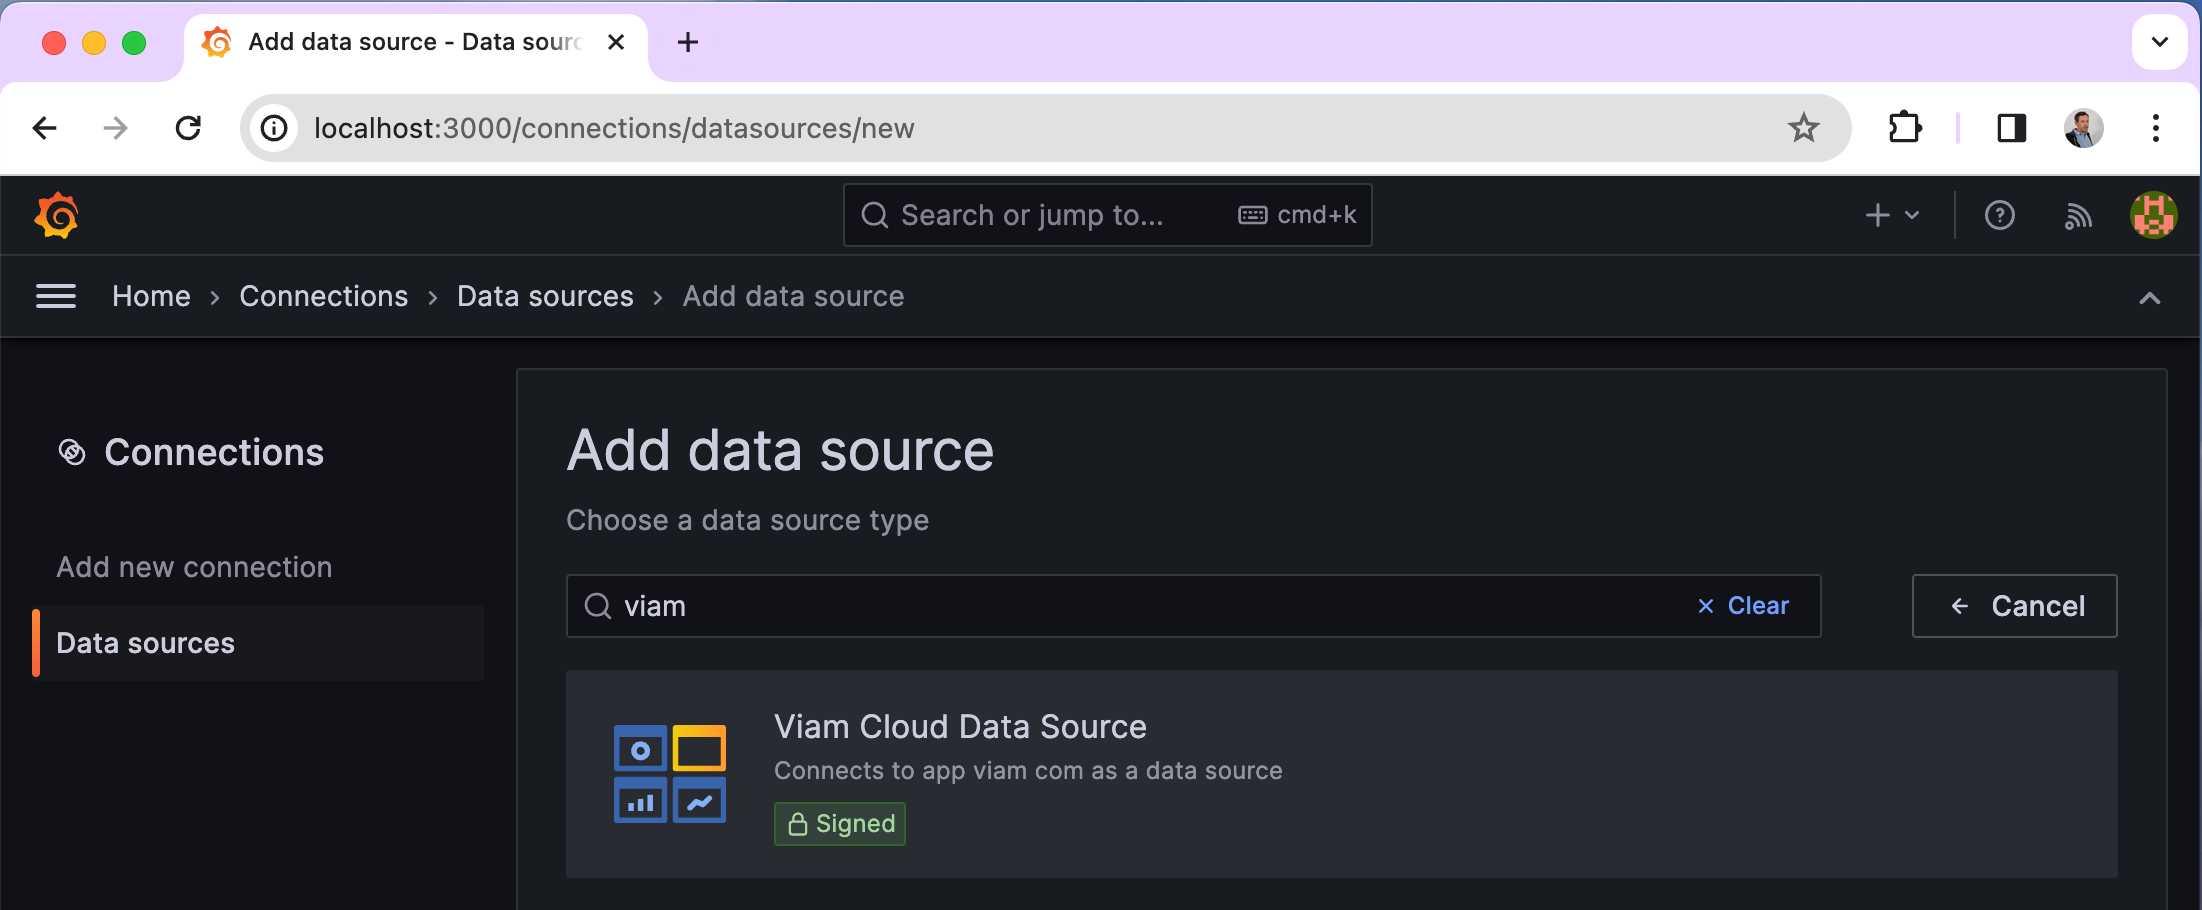 Add data source - Data sourc
localhost:3000/connections/datasources/new
Search or jump to... cmd+k
Home › Connections › Data sources › Add data source
Connections
Add new connection
Data sources
Add data source
Choose a data source type
viam
Clear
Cancel
Viam Cloud Data Source
Connects to app viam com as a data source
Signed